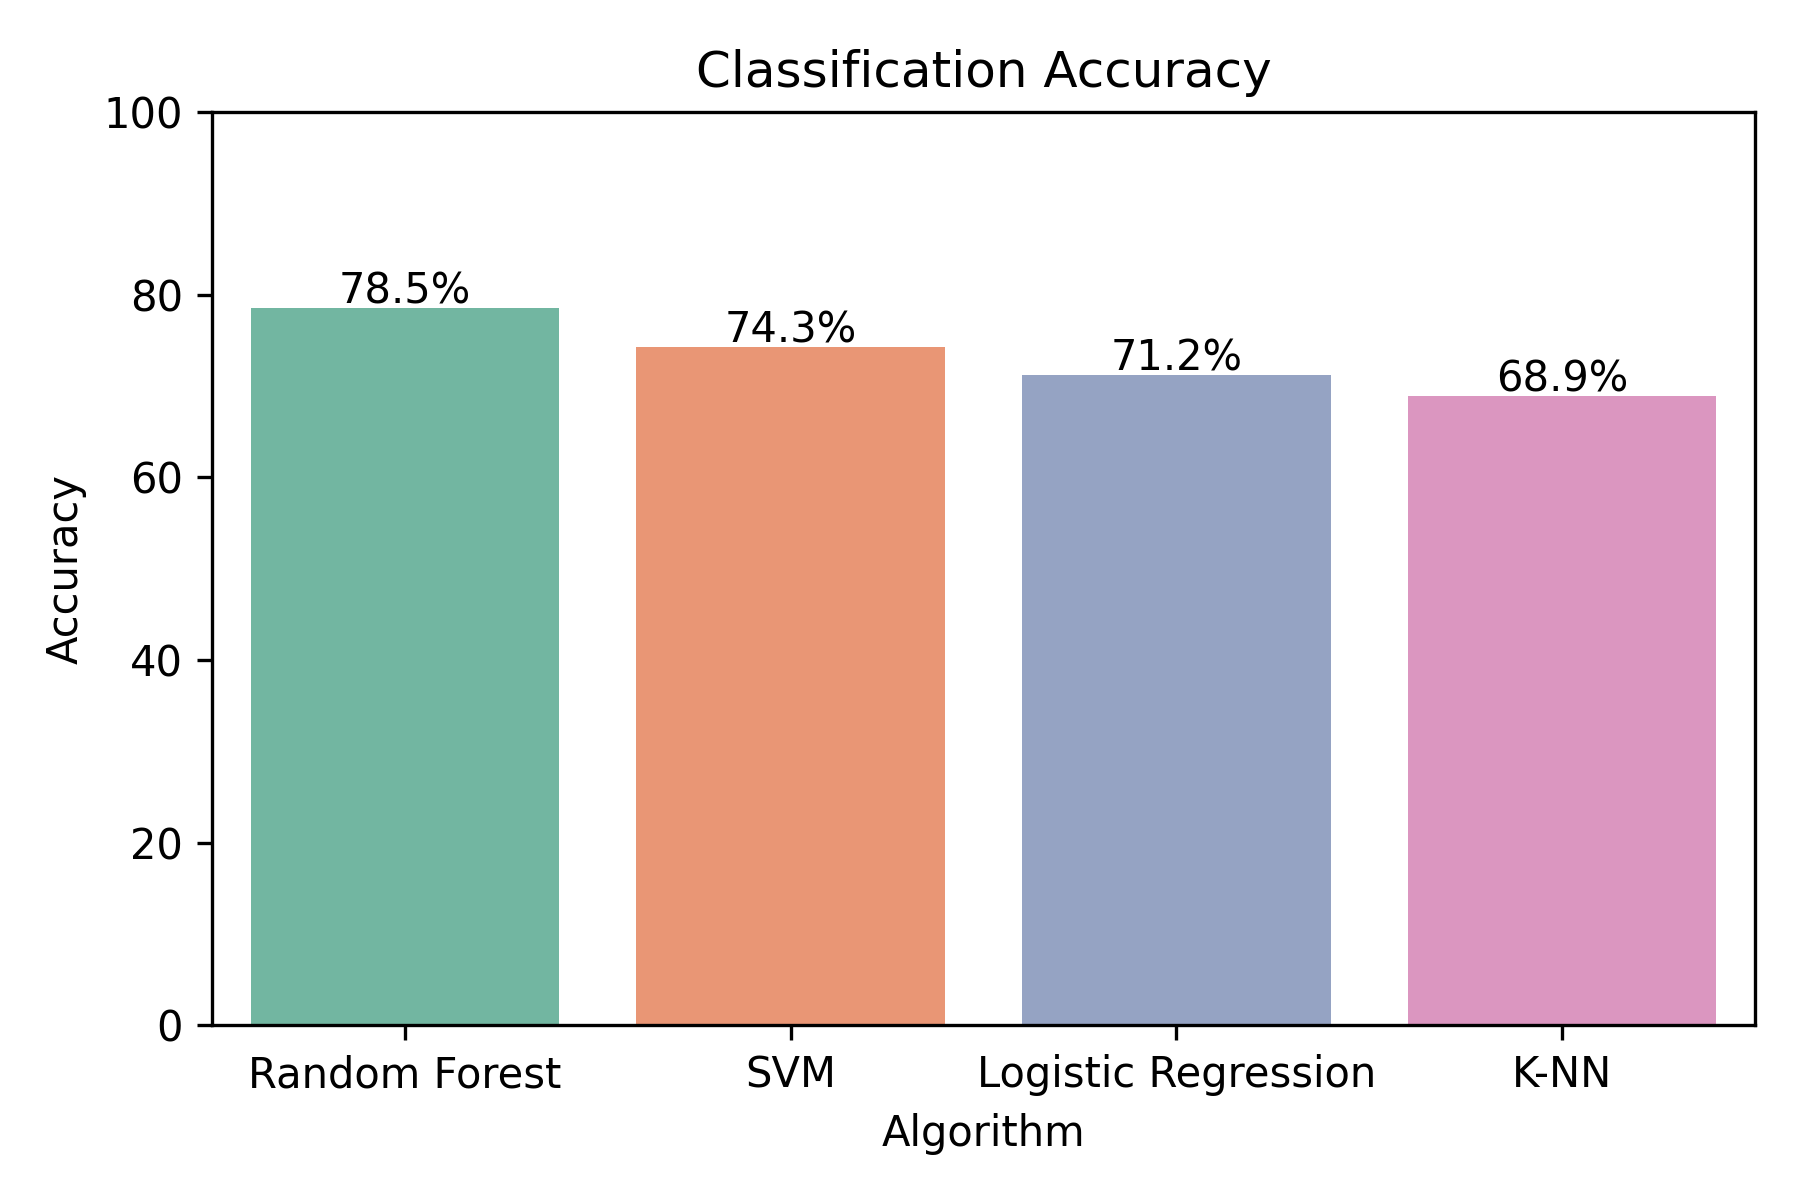 Classification Accuracy
100
80
60
40
20
0
Accuracy
78.5%
74.3%
71.2%
68.9%
Random Forest
SVM
Logistic Regression
K-NN
Algorithm